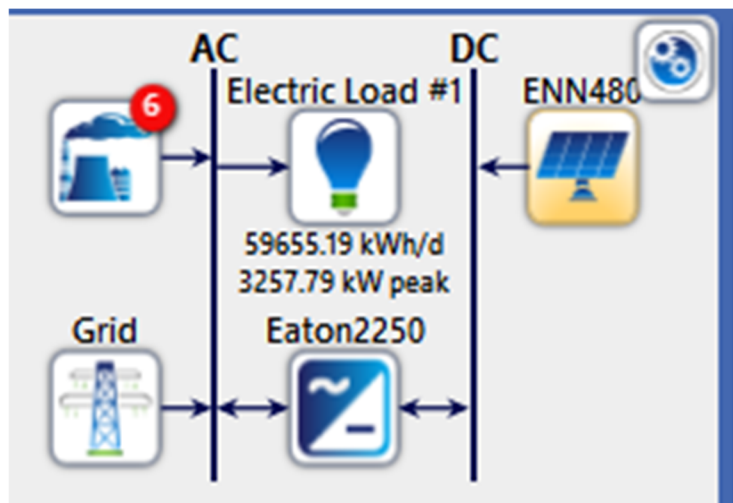 AC
DC
Electric Load #1
ENN480
6
59655.19 kWh/d
3257.79 kW peak
Grid
Eaton2250